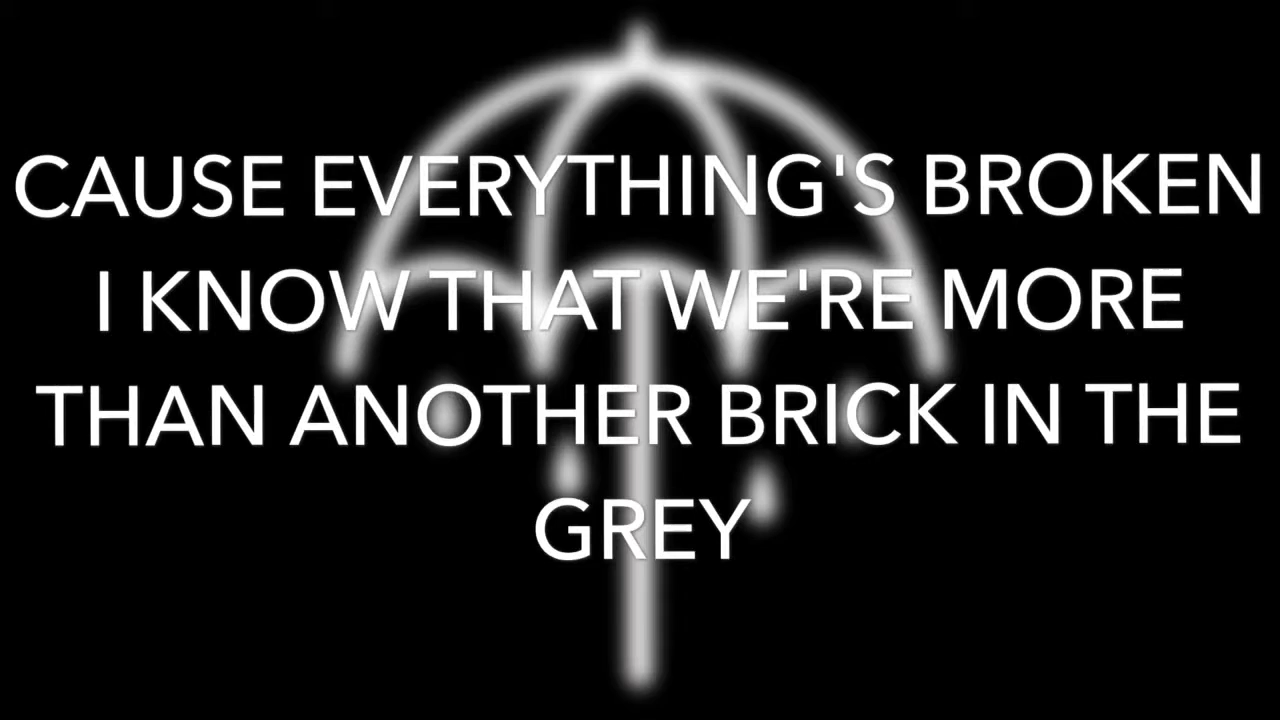 CAUSE EVERYTHING'S BROKEN
I KNOW THAT WE'RE MORE
THAN ANOTHER BRICK IN THE
GREY